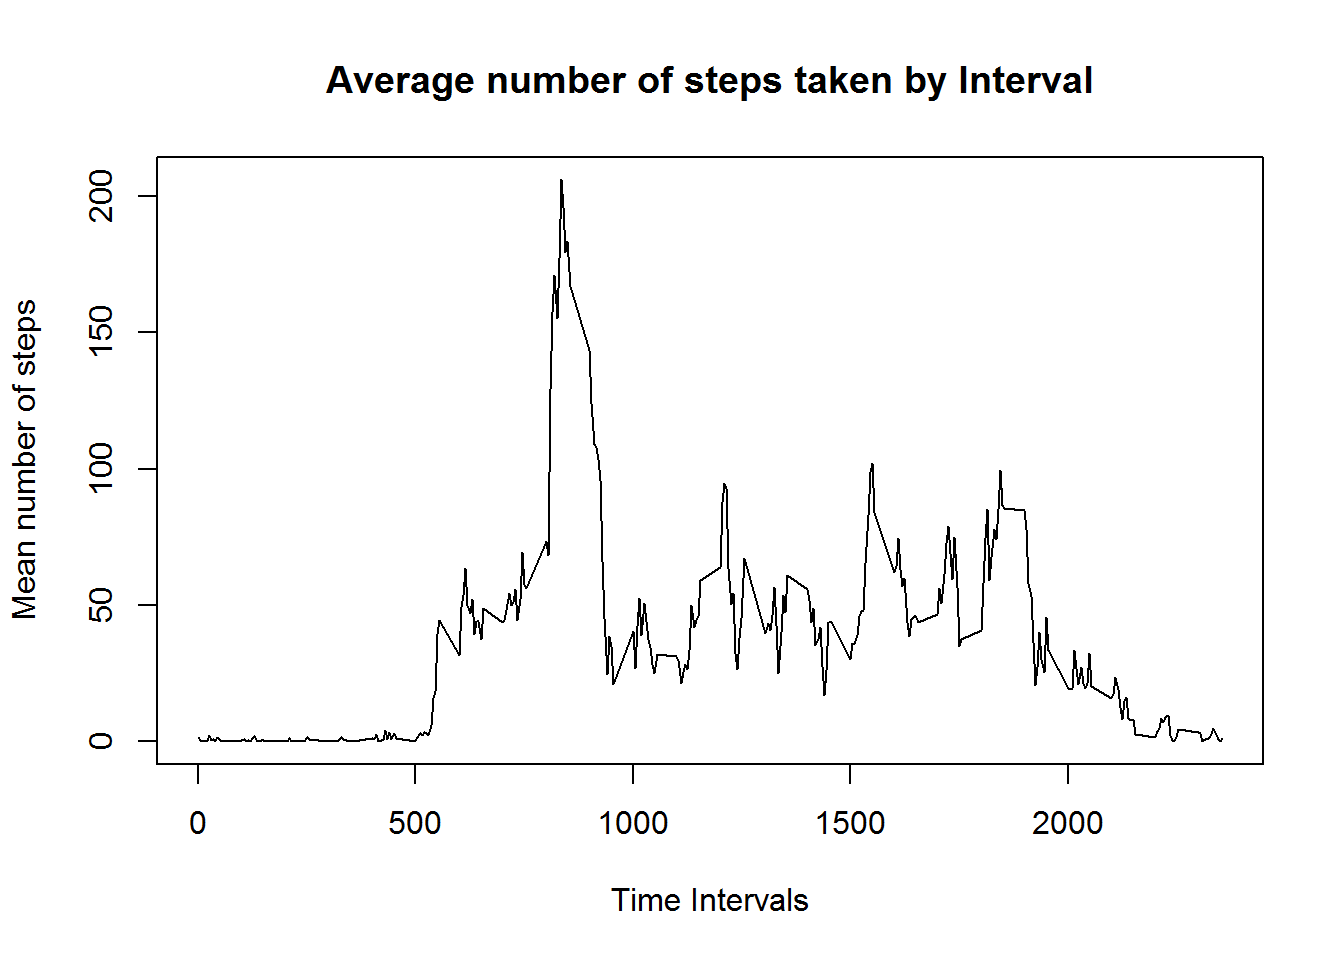 Average number of steps taken by Interval
Mean number of steps
200
150
100
50
0
0 500 1000 1500 2000
Time Intervals